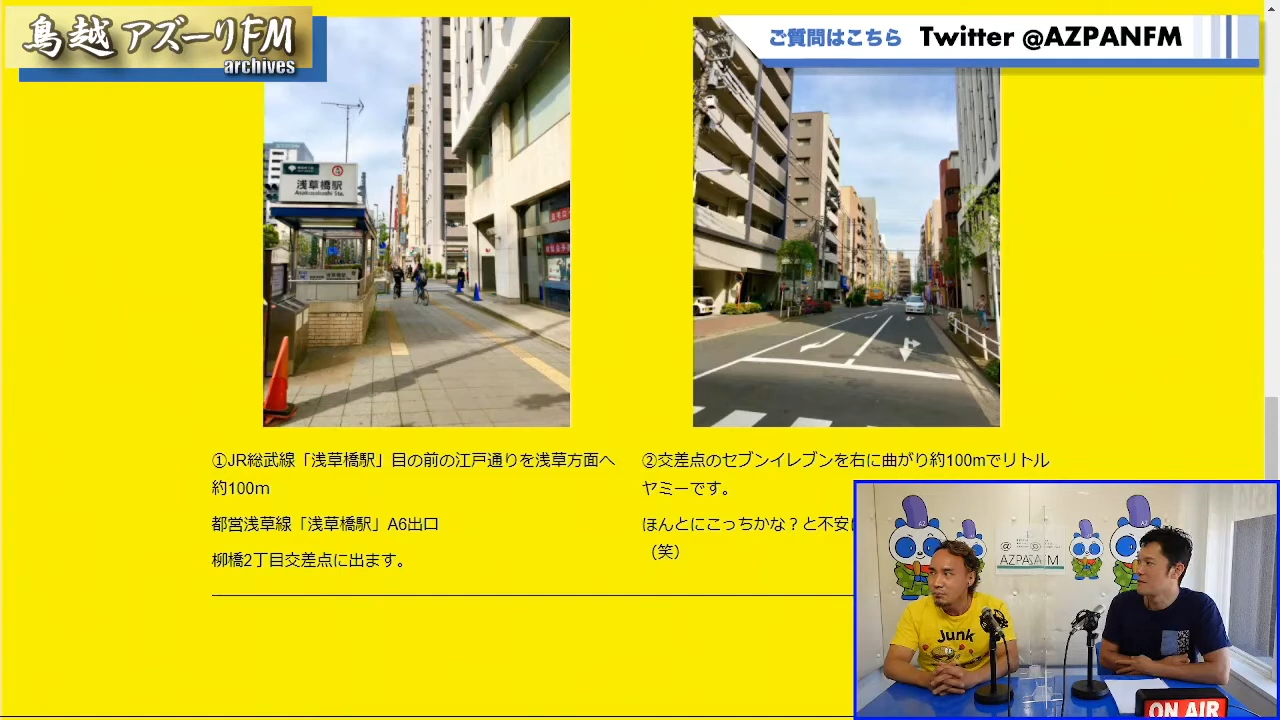 鳥越アズーリFM
archives
ご質問はこちら Twitter @AZPANFM
浅草橋駅
Asakusabashi Sta.
①JR総武線「浅草橋駅」目の前の江戸通りを浅草方面へ
約100m
都営浅草線「浅草橋駅」A6出口
柳橋2丁目交差点に出ます。
②交差点のセブンイレブンを右に曲がり約100mでリトル
ヤミーです。
ほんとにこっちかな？と不安に
（笑）
Junk
ON AIR